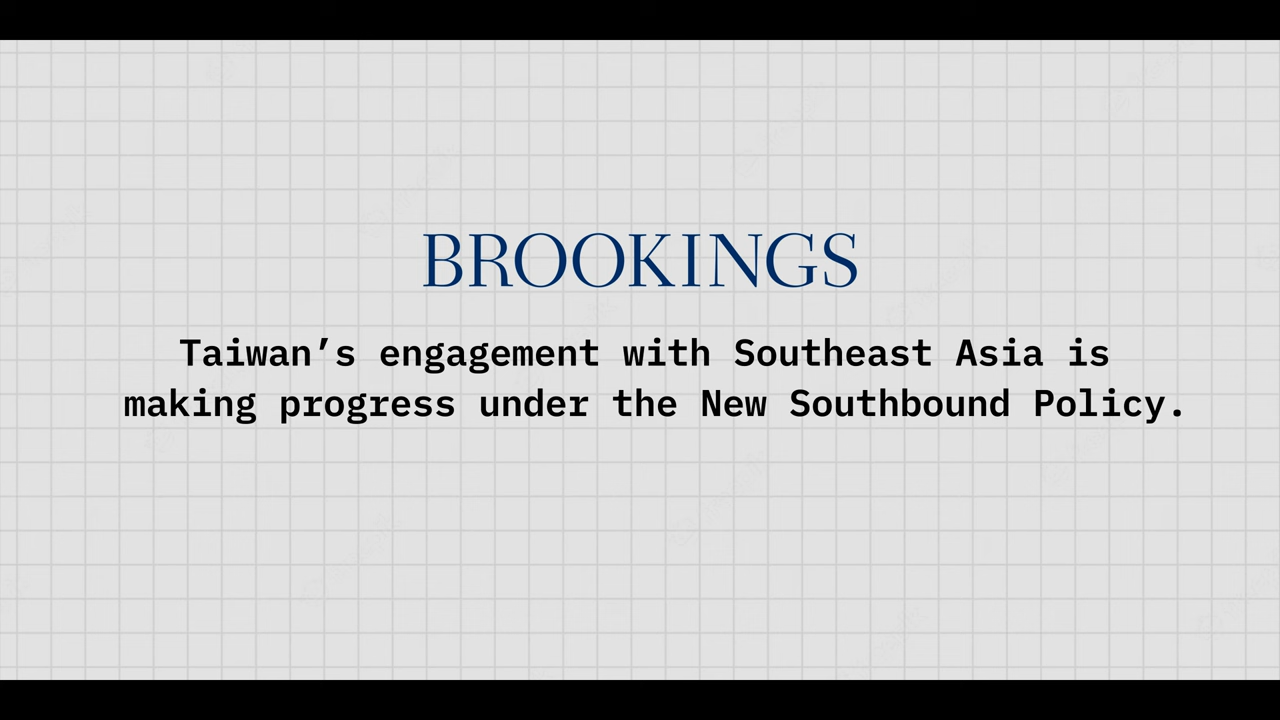 BROOKINGS
Taiwan’s engagement with Southeast Asia is
making progress under the New Southbound Policy.